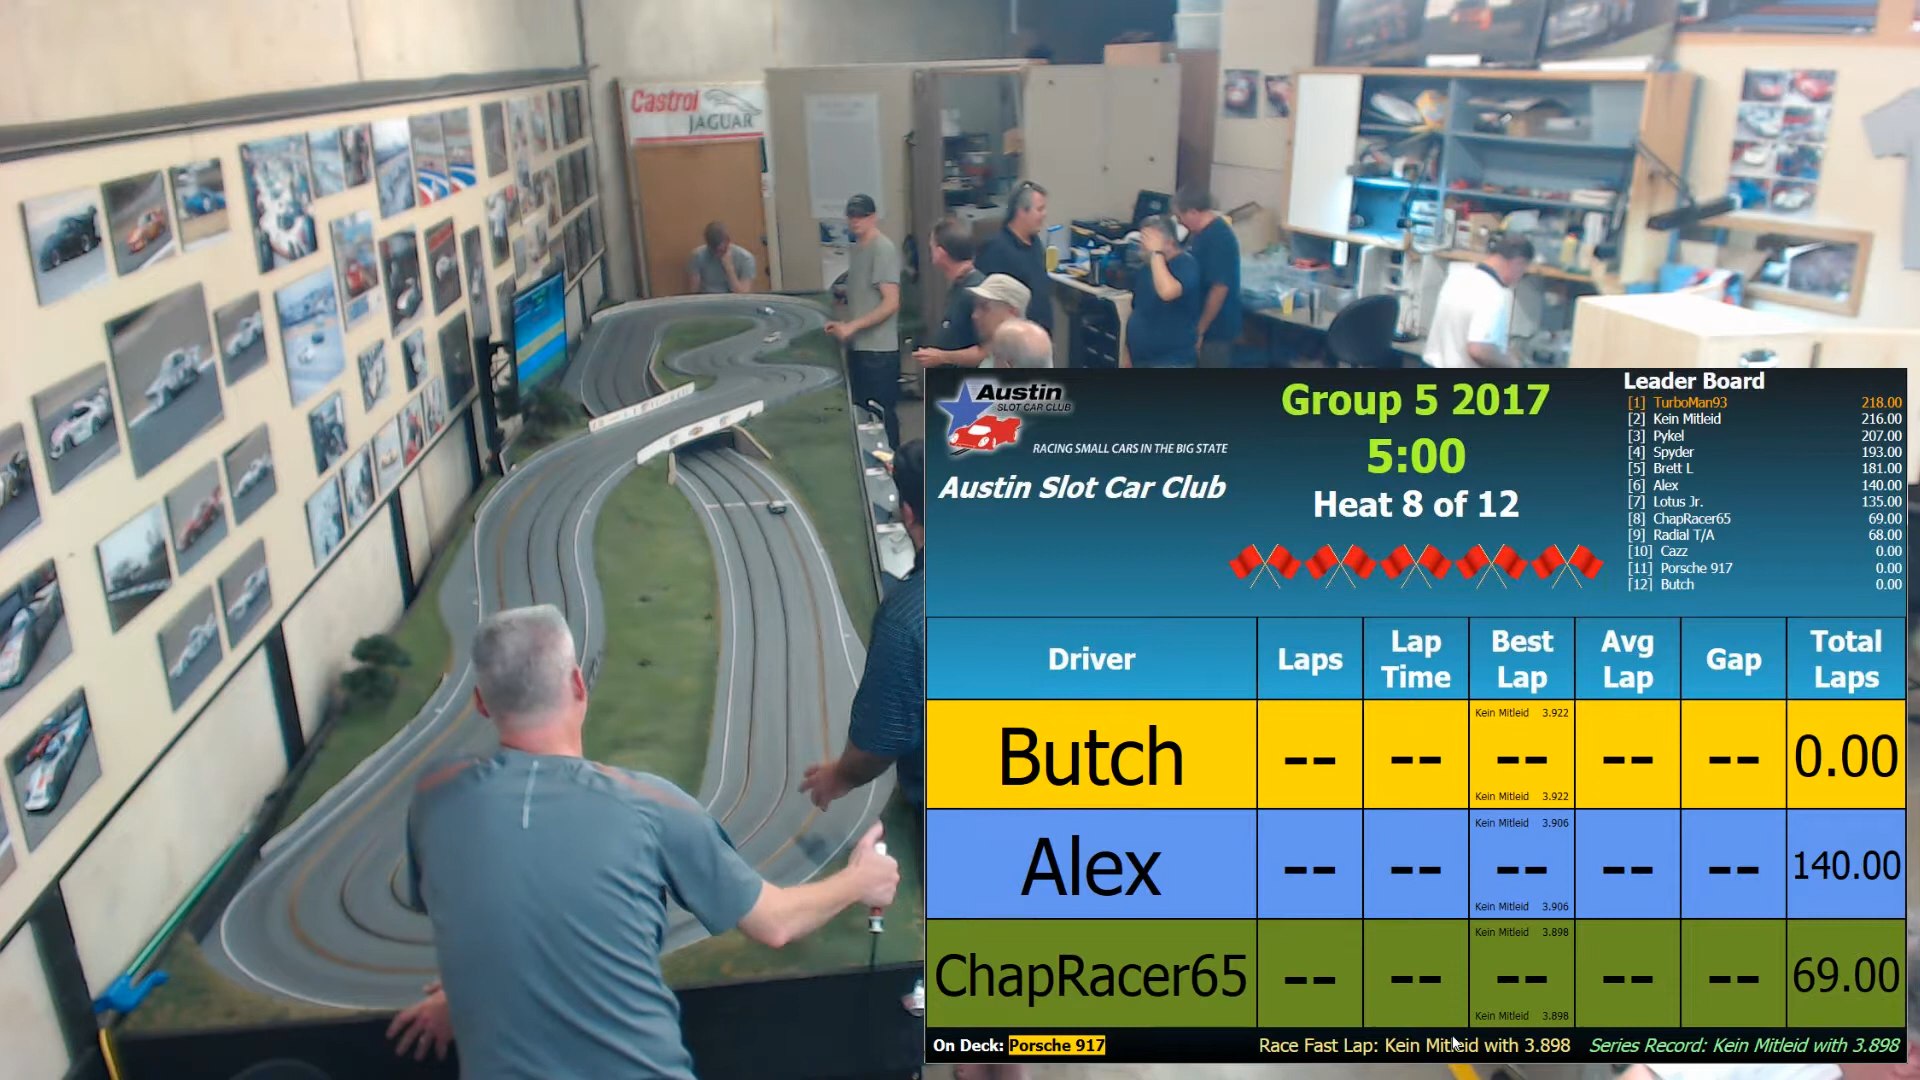 Castrol
JAGUAR
Austin
SLOT CAR CLUB
RACING SMALL CARS IN THE BIG STATE
Austin Slot Car Club
Group 5 2017
5:00
Heat 8 of 12
Leader Board
[1] TurboMan93 218.00
[2] Kein Mitleid 216.00
[3] Pykel 207.00
[4] Spyder 193.00
[5] Brett L 181.00
[6] Alex 140.00
[7] Lotus Jr. 135.00
[8] ChapRacer65 69.00
[9] Radial T/A 68.00
[10] Cazz 0.00
[11] Porsche 917 0.00
[12] Butch 0.00
Driver Laps Lap Time Best Lap Avg Lap Gap Total Laps
Kein Mitleid 3.922
Butch -- -- -- -- -- 0.00
Kein Mitleid 3.922
Kein Mitleid 3.906
Alex -- -- -- -- -- 140.00
Kein Mitleid 3.906
Kein Mitleid 3.898
ChapRacer65 -- -- -- -- -- 69.00
Kein Mitleid 3.898
On Deck: Porsche 917 Race Fast Lap: Kein Mitleid with 3.898 Series Record: Kein Mitleid with 3.898